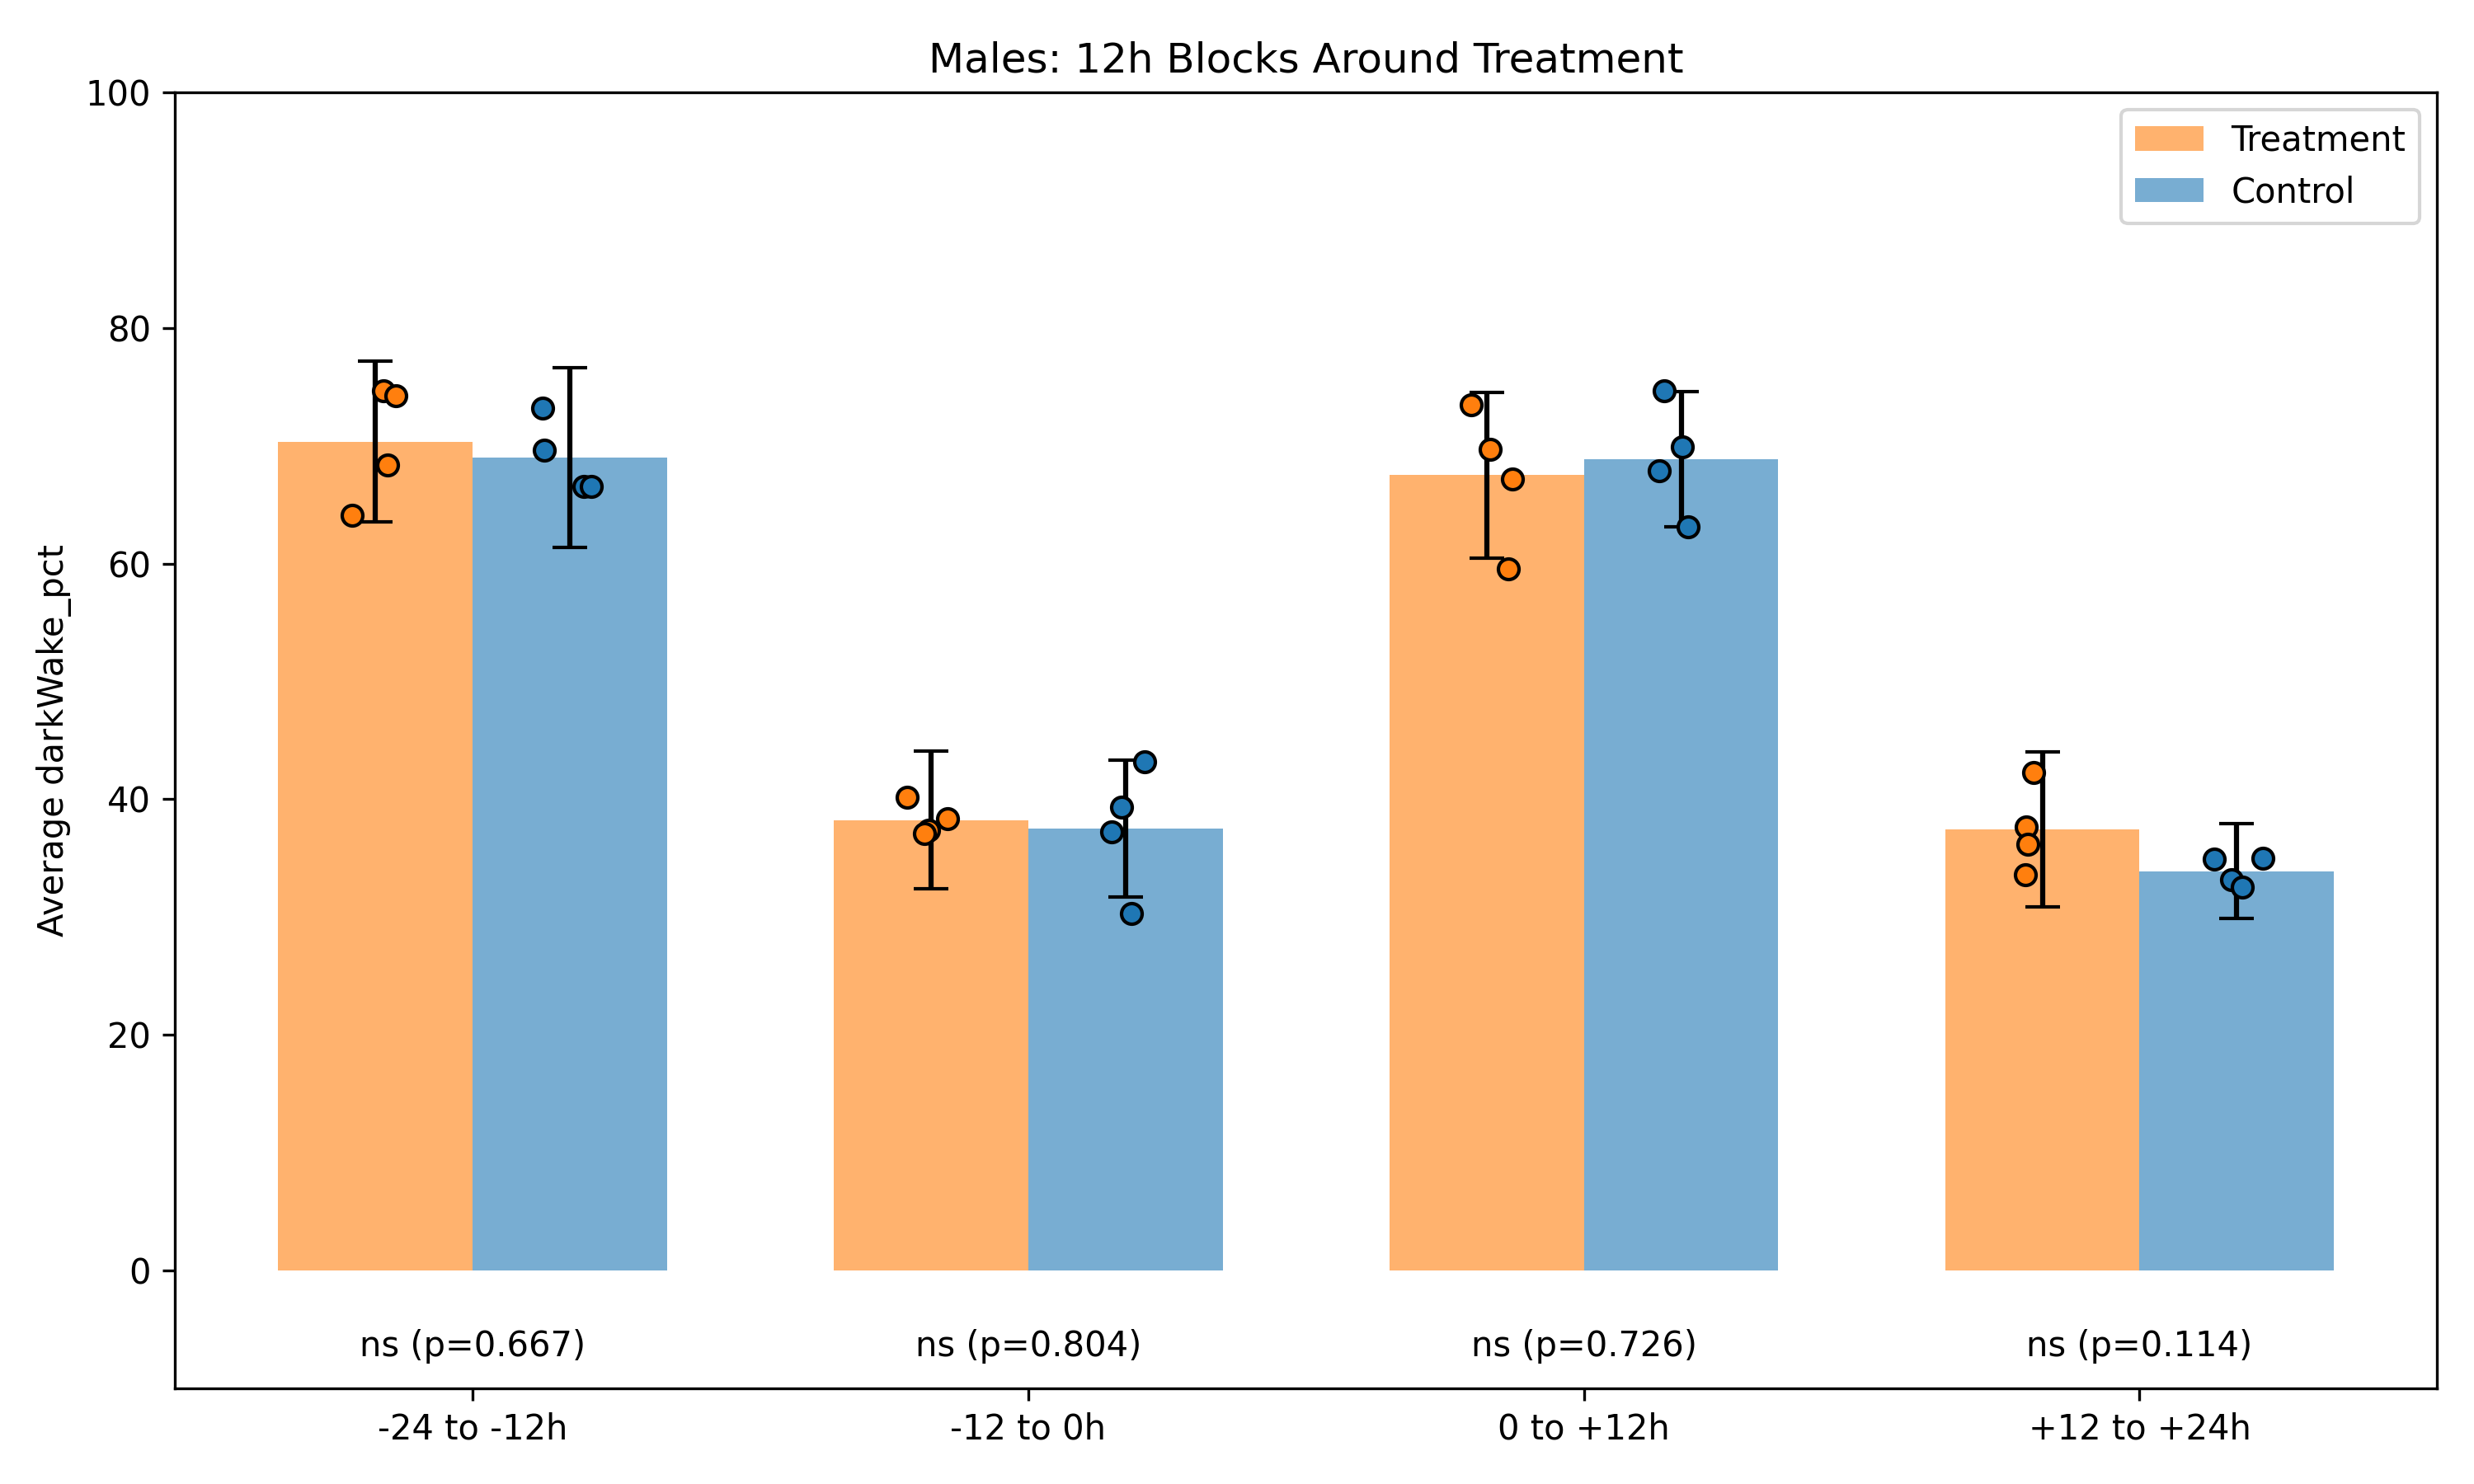 Males: 12h Blocks Around Treatment
Treatment
Control
Average darkWake_pct
100
80
60
40
20
0
ns (p=0.667)
ns (p=0.804)
ns (p=0.726)
ns (p=0.114)
-24 to -12h
-12 to 0h
0 to +12h
+12 to +24h